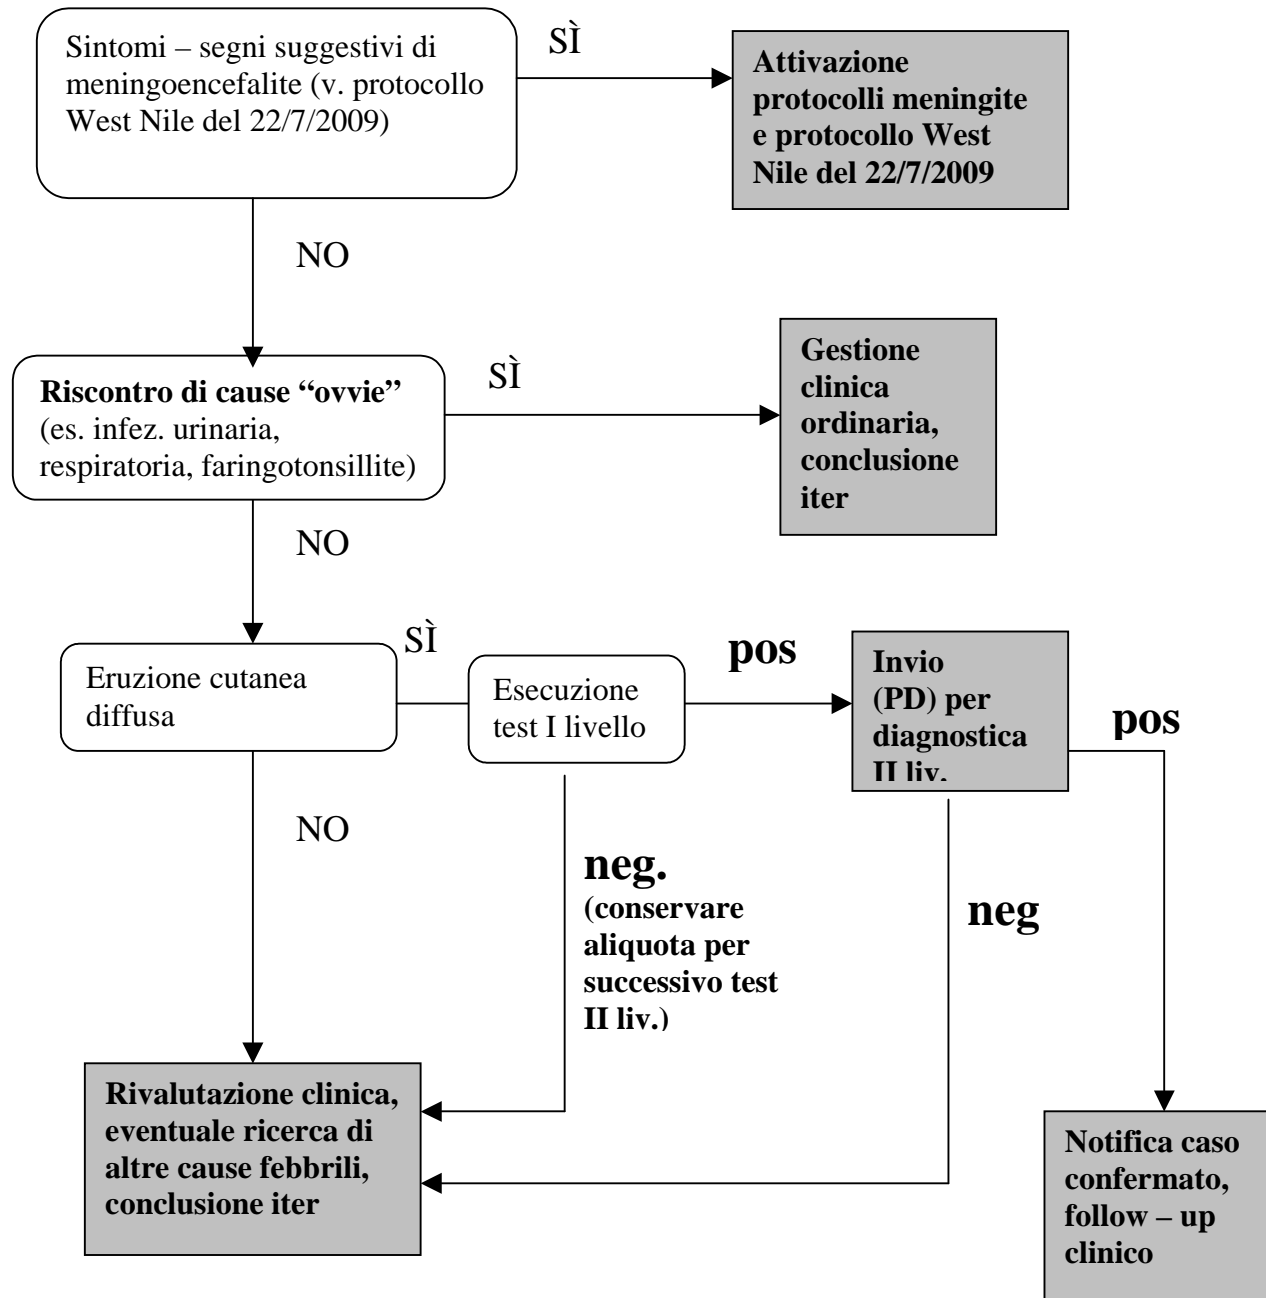 Sintomi – segni suggestivi di
meningoencefalite (v. protocollo
West Nile del 22/7/2009)
SÌ
Attivazione
protocolli meningite
e protocollo West
Nile del 22/7/2009
NO
Riscontro di cause “ovvie”
(es. infez. urinaria,
respiratoria, faringotonsillite)
SÌ
Gestione
clinica
ordinaria,
conclusione
iter
NO
Eruzione cutanea
diffusa
SÌ
Esecuzione
test I livello
pos
Invio
(PD) per
diagnostica
II liv.
pos
NO
neg.
(conservare
aliquota per
successivo test
II liv.)
neg
Rivalutazione clinica,
eventuale ricerca di
altre cause febbrili,
conclusione iter
Notifica caso
confermato,
follow – up
clinico